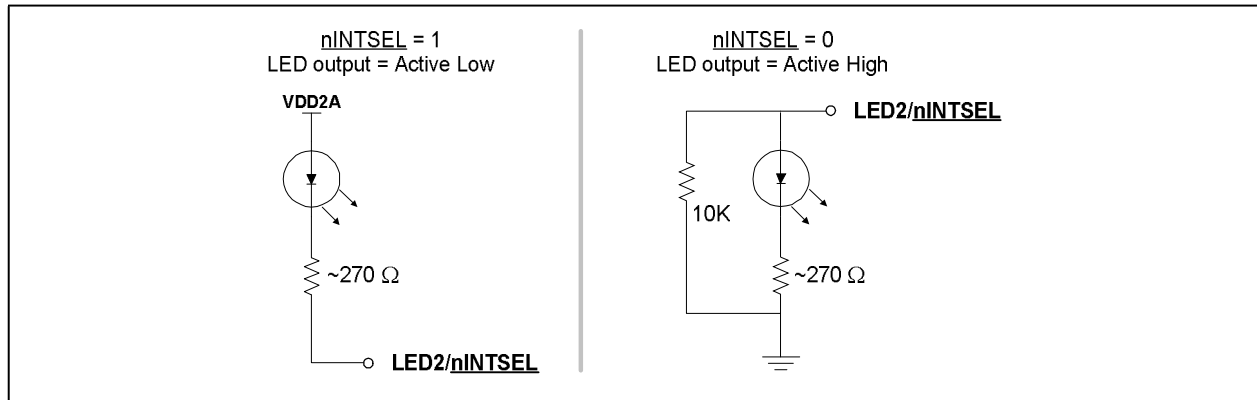 nINTSEL = 1
LED output = Active Low
VDD2A
~270 Ω
LED2/nINTSEL
nINTSEL = 0
LED output = Active High
LED2/nINTSEL
10K
~270 Ω